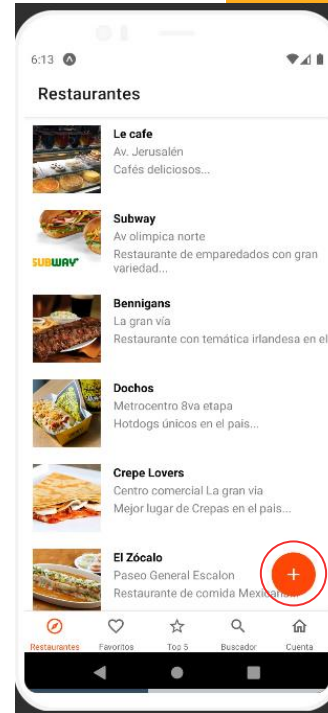 6:13
Restaurantes
Le cafe
Av. Jerusalén
Cafés deliciosos...
Subway
Av olimpica norte
Restaurante de emparedados con gran
variedad...
SUBWAY
Bennigans
La gran vía
Restaurante con temática irlandesa en el
Dochos
Metrocentro 8va etapa
Hotdogs únicos en el pais...
Crepe Lovers
Centro comercial La gran via
Mejor lugar de Crepas en el pais...
El Zócalo
Paseo General Escalon
Restaurante de comida Mexicana...
+
Restaurantes Favoritos Top 5 Buscador Cuenta